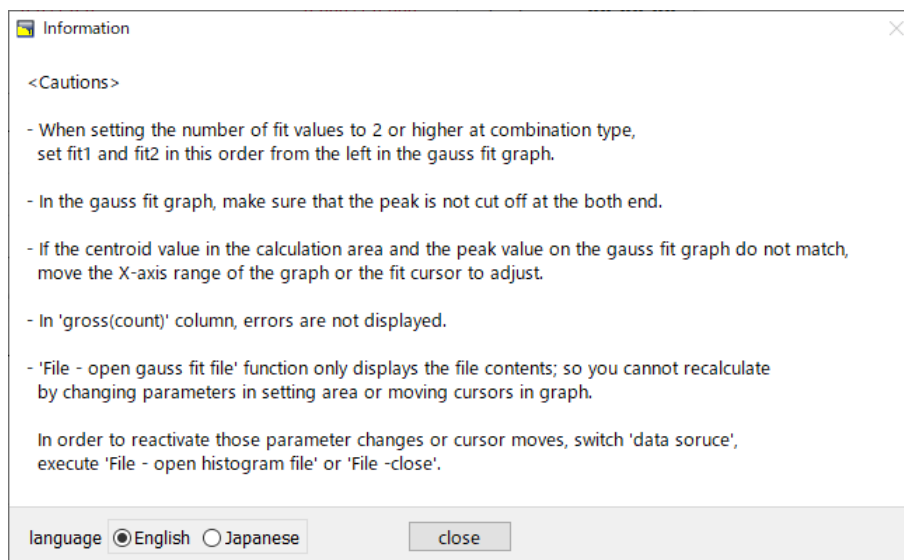 Information
<Cautions>
- When setting the number of fit values to 2 or higher at combination type,
set fit1 and fit2 in this order from the left in the gauss fit graph.
- In the gauss fit graph, make sure that the peak is not cut off at the both end.
- If the centroid value in the calculation area and the peak value on the gauss fit graph do not match,
move the X-axis range of the graph or the fit cursor to adjust.
- In 'gross(count)' column, errors are not displayed.
- 'File - open gauss fit file' function only displays the file contents; so you cannot recalculate
by changing parameters in setting area or moving cursors in graph.
In order to reactivate those parameter changes or cursor moves, switch 'data soruce',
execute 'File - open histogram file' or 'File -close'.
language English Japanese close